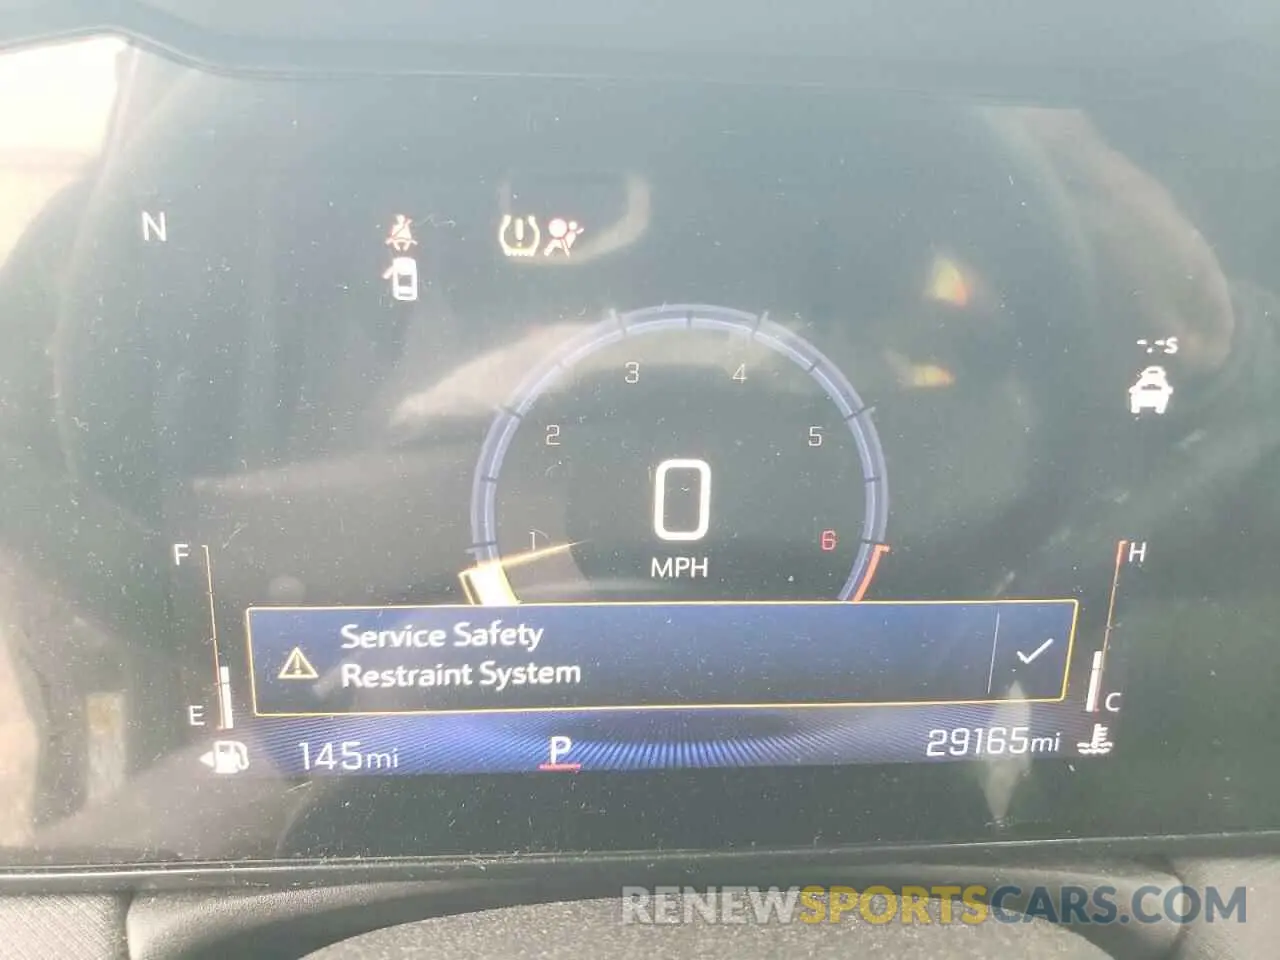 N
-.-s
3 4
2 5
1 6
0
MPH
F H
Service Safety
Restraint System
E C
145mi P 29165mi
RENEWSPORTSCARS.COM